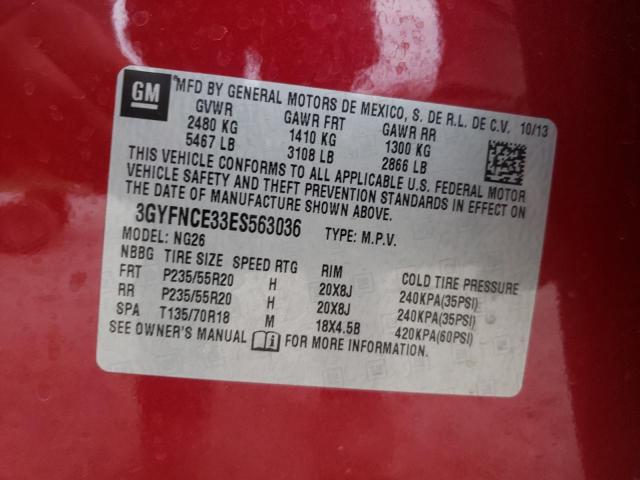 GM
MFD BY GENERAL MOTORS DE MEXICO, S. DE R.L. DE C.V. 10/13
GVWR GAWR FRT GAWR RR
2480 KG 1410 KG 1300 KG
5467 LB 3108 LB 2866 LB
THIS VEHICLE CONFORMS TO ALL APPLICABLE U.S. FEDERAL MOTOR
VEHICLE SAFETY AND THEFT PREVENTION STANDARDS IN EFFECT ON
THE DATE OF MANUFACTURE SHOWN ABOVE.
3GYFNCE33ES563036 TYPE: M.P.V.
MODEL: NG26
NBBG TIRE SIZE SPEED RTG RIM COLD TIRE PRESSURE
FRT P235/55R20 H 20X8J 240KPA(35PSI)
RR P235/55R20 H 20X8J 240KPA(35PSI)
SPA T135/70R18 M 18X4.5B 420KPA(60PSI)
SEE OWNER'S MANUAL FOR MORE INFORMATION.